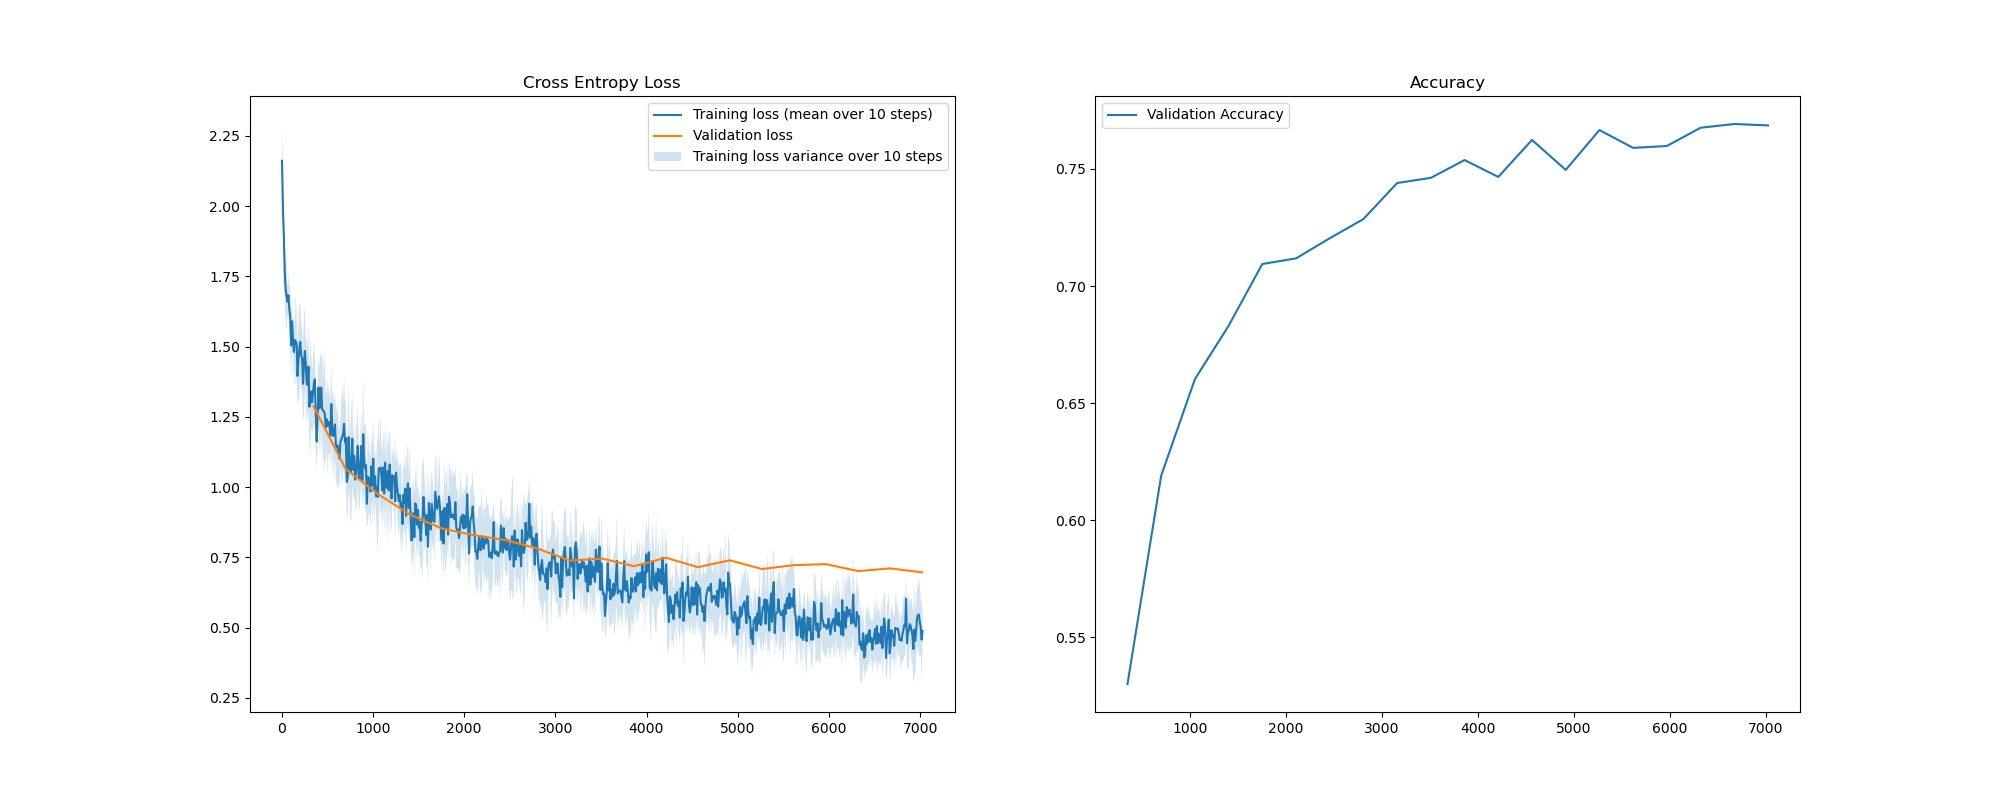 Cross Entropy Loss
Training loss (mean over 10 steps)
Validation loss
Training loss variance over 10 steps
2.25
2.00
1.75
1.50
1.25
1.00
0.75
0.50
0.25
0 1000 2000 3000 4000 5000 6000 7000
Accuracy
Validation Accuracy
0.75
0.70
0.65
0.60
0.55
1000 2000 3000 4000 5000 6000 7000